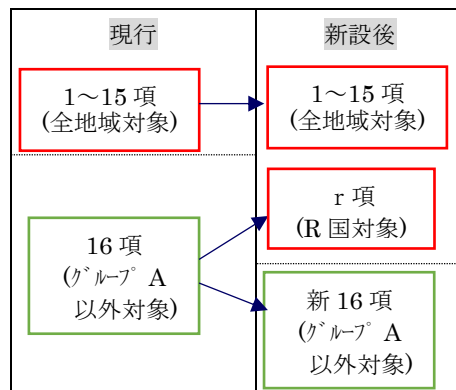 現行
新設後
1～15 項
(全地域対象)
1～15 項
(全地域対象)
16 項
(ｸﾞﾙｰﾌﾟ A
以外対象)
r 項
(R 国対象)
新 16 項
(ｸﾞﾙｰﾌﾟ A
以外対象)